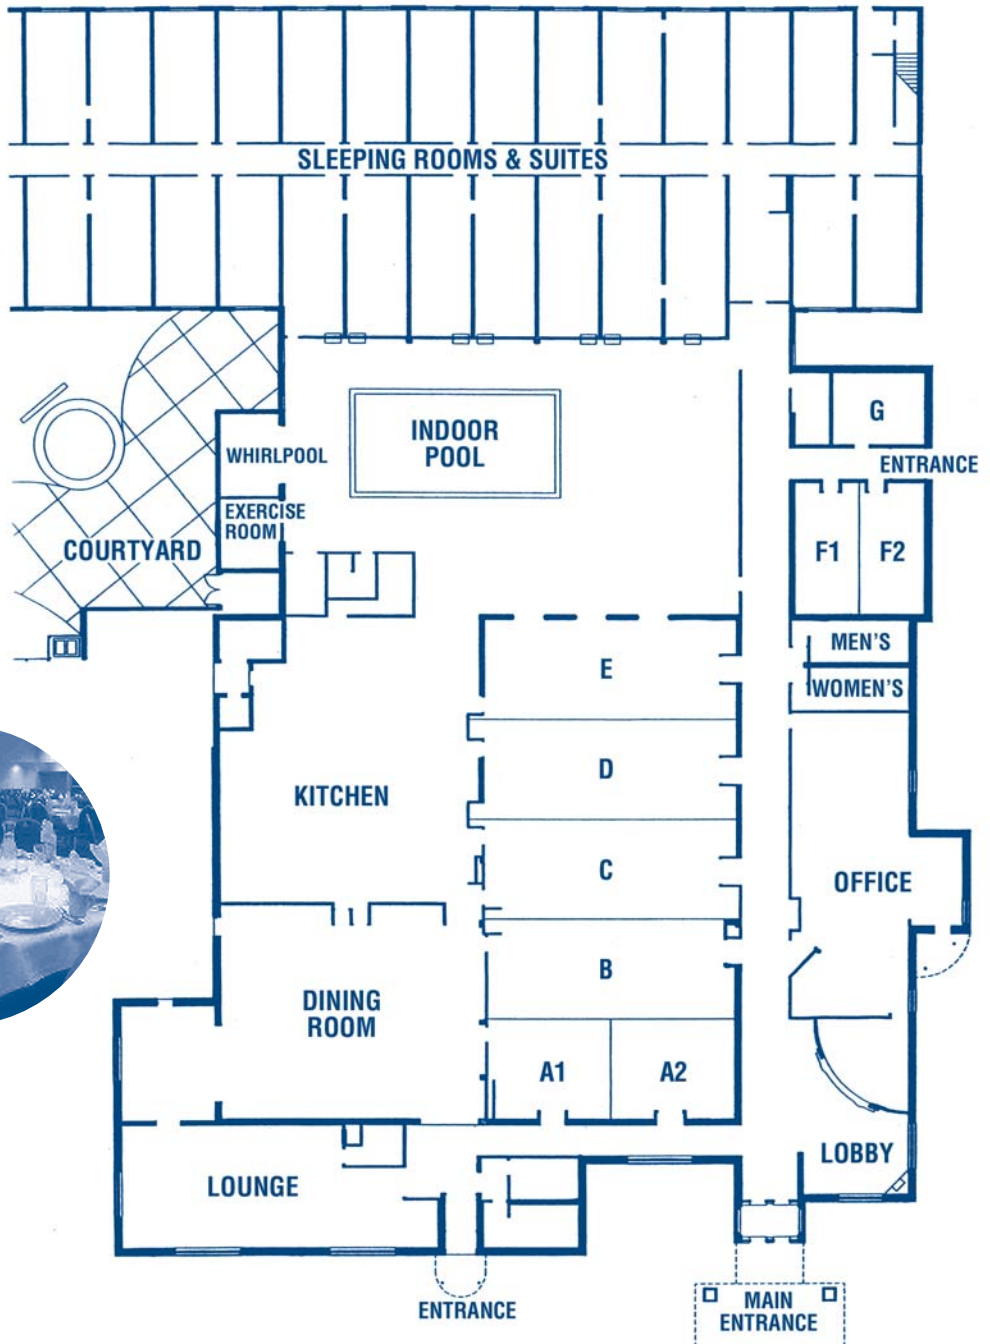 SLEEPING ROOMS & SUITES
INDOOR
POOL
G
WHIRLPOOL
ENTRANCE
EXERCISE
ROOM
COURTYARD
F1
F2
MEN'S
E
WOMEN'S
D
KITCHEN
C
OFFICE
B
DINING
ROOM
A1
A2
LOBBY
LOUNGE
ENTRANCE
MAIN
ENTRANCE